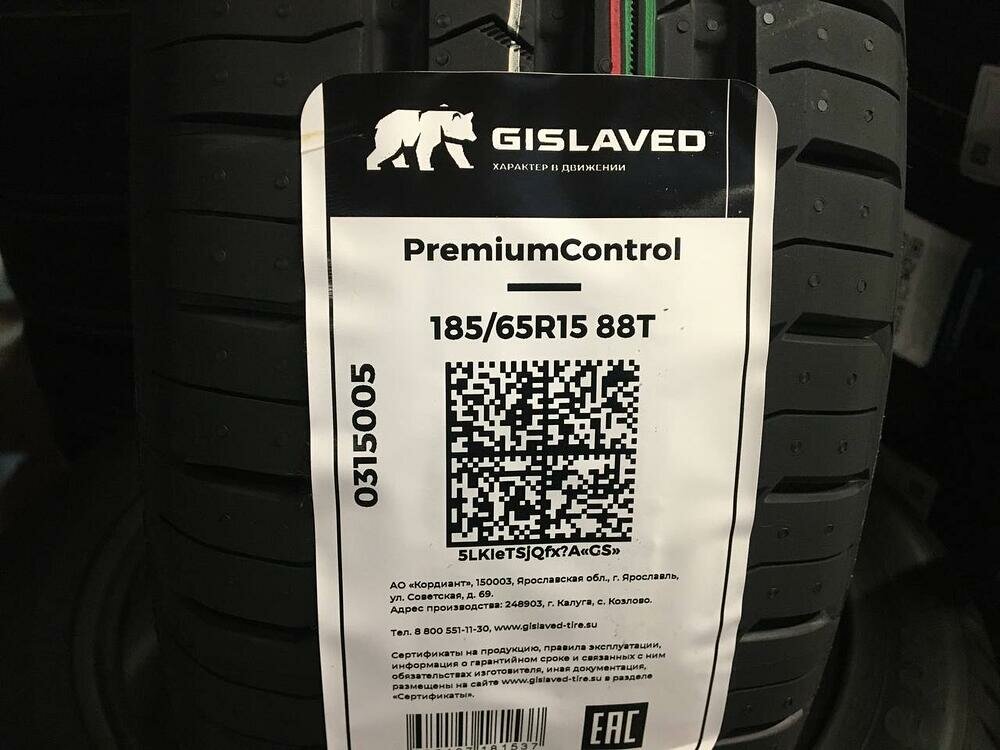 GISLAVED
ХАРАКТЕР В ДВИЖЕНИИ
PremiumControl
185/65R15 88T
0315005
5LKIeTSjQfx?A«GS»
АО «Кордиант», 150003, Ярославская обл., г. Ярославль,
ул. Советская, д. 69.
Адрес производства: 248903, г. Калуга, с. Козлово.
Тел. 8 800 551-11-30, www.gislaved-tire.su
Сертификаты на продукцию, правила эксплуатации,
информация о гарантийном сроке и связанных с ним
обязательствах изготовителя, иная документация,
размещены на сайте www.gislaved-tire.su в разделе
«Сертификаты».
181537
EAC